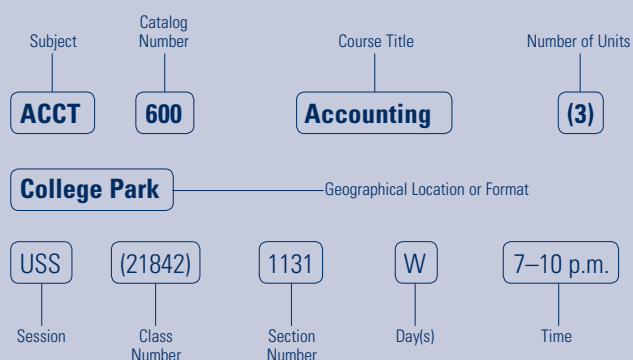 Subject
Catalog
Number
Course Title
Number of Units
ACCT
600
Accounting
(3)
College Park
Geographical Location or Format
USS
(21842)
1131
W
7–10 p.m.
Session
Class
Number
Section
Number
Day(s)
Time